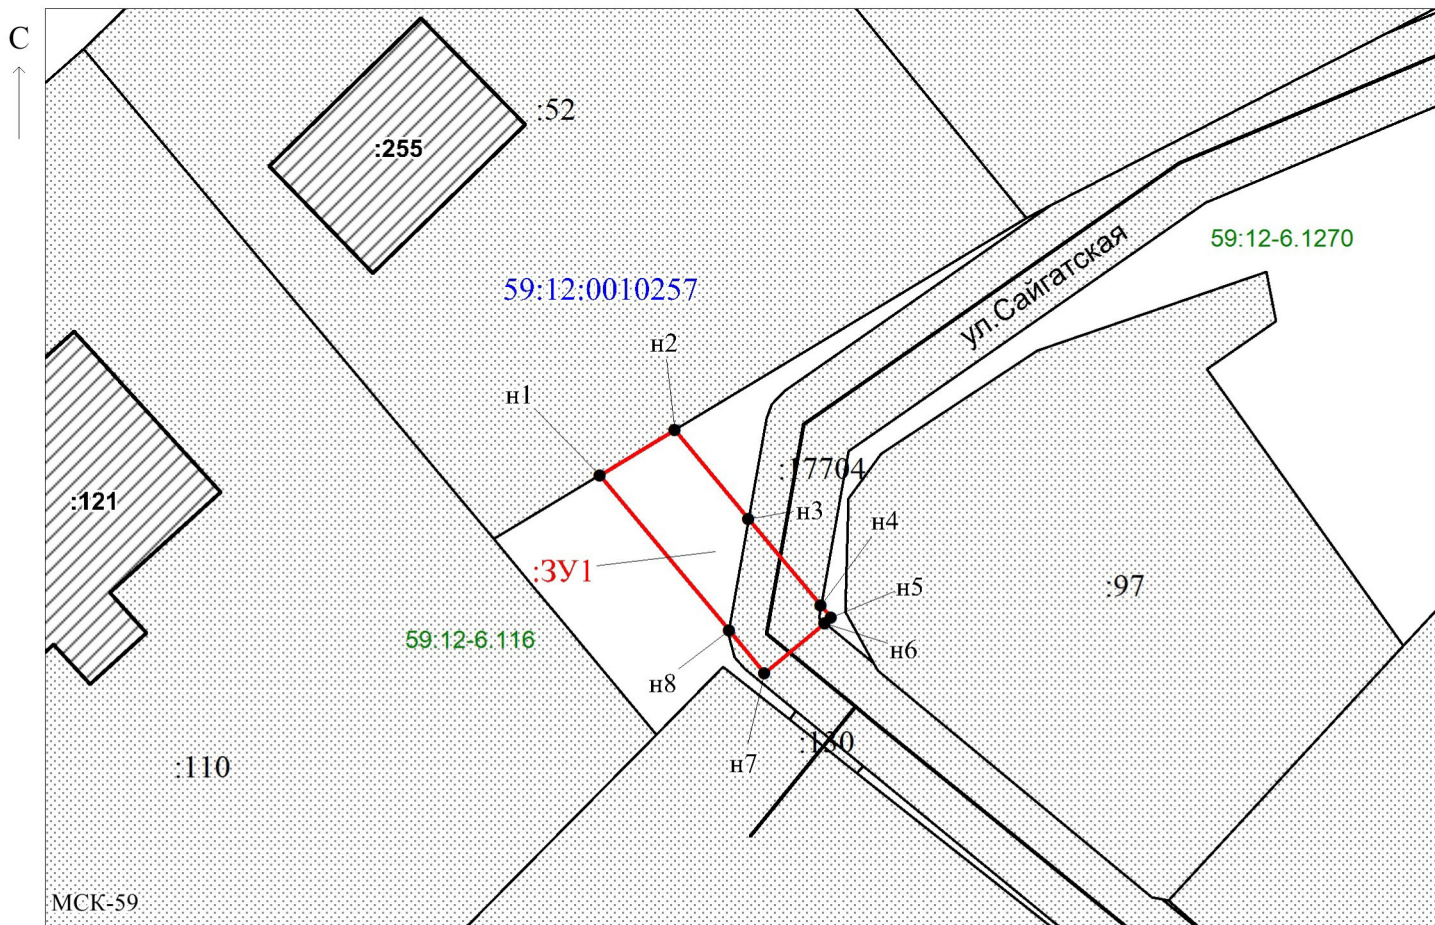 С
:52
:255
59:12-6.1270
ул.Сайгатская
59:12:0010257
н2
н1
:17704
:121
н3
н4
:ЗУ1
:97
н5
59:12-6.116
н6
н8
:130
н7
:110
МСК-59